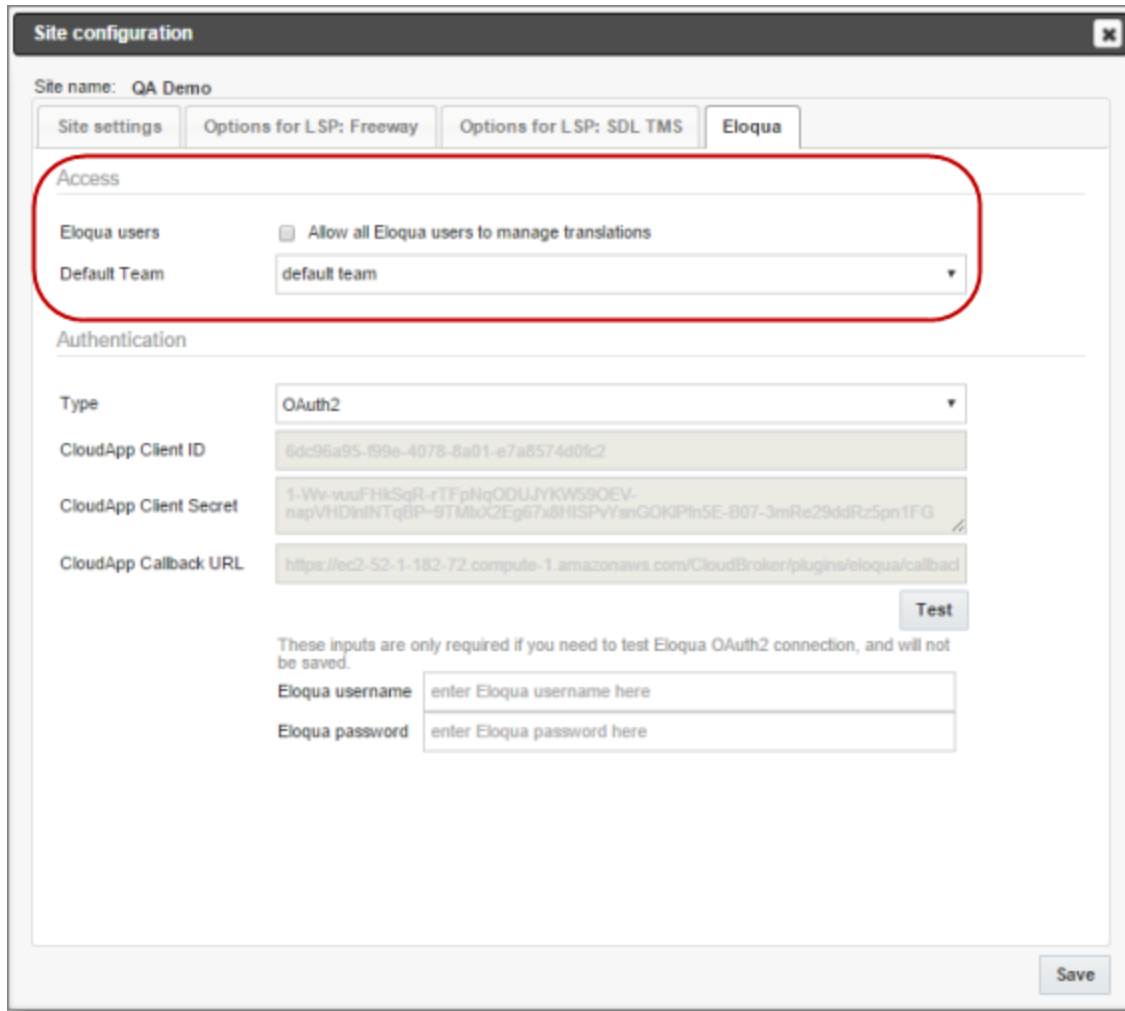 Site configuration
Site name: QA Demo
Site settings
Options for LSP: Freeway
Options for LSP: SDL TMS
Eloqua
Access
Eloqua users
Allow all Eloqua users to manage translations
Default Team
default team
Authentication
Type
OAuth2
CloudApp Client ID
6dc96a95-f99e-4078-8a01-e7a8574d0fc2
CloudApp Client Secret
CloudApp Callback URL
https://ec2-52-1-182-72.compute-1.amazonaws.com/CloudBroker/plugins/eloqua/callbac
Test
These inputs are only required if you need to test Eloqua OAuth2 connection, and will not
be saved.
Eloqua username
enter Eloqua username here
Eloqua password
enter Eloqua password here
Save